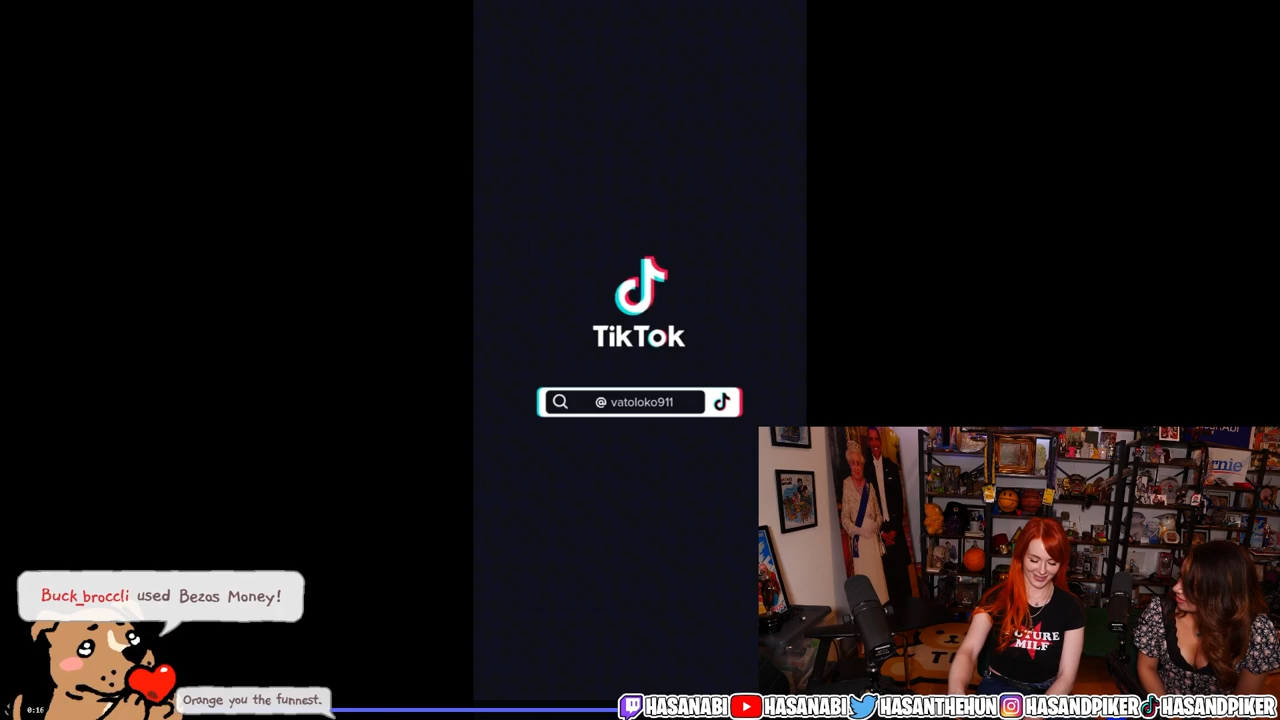 TikTok
@ vatoloko911
Buck_broccli used Bezos Money!
Orange you the funnest.
0:16
rnie
FUTURE
MILF
HASANABI
HASANABI
HASANTHEHUN
HASANDPIKER
HASANDPIKER